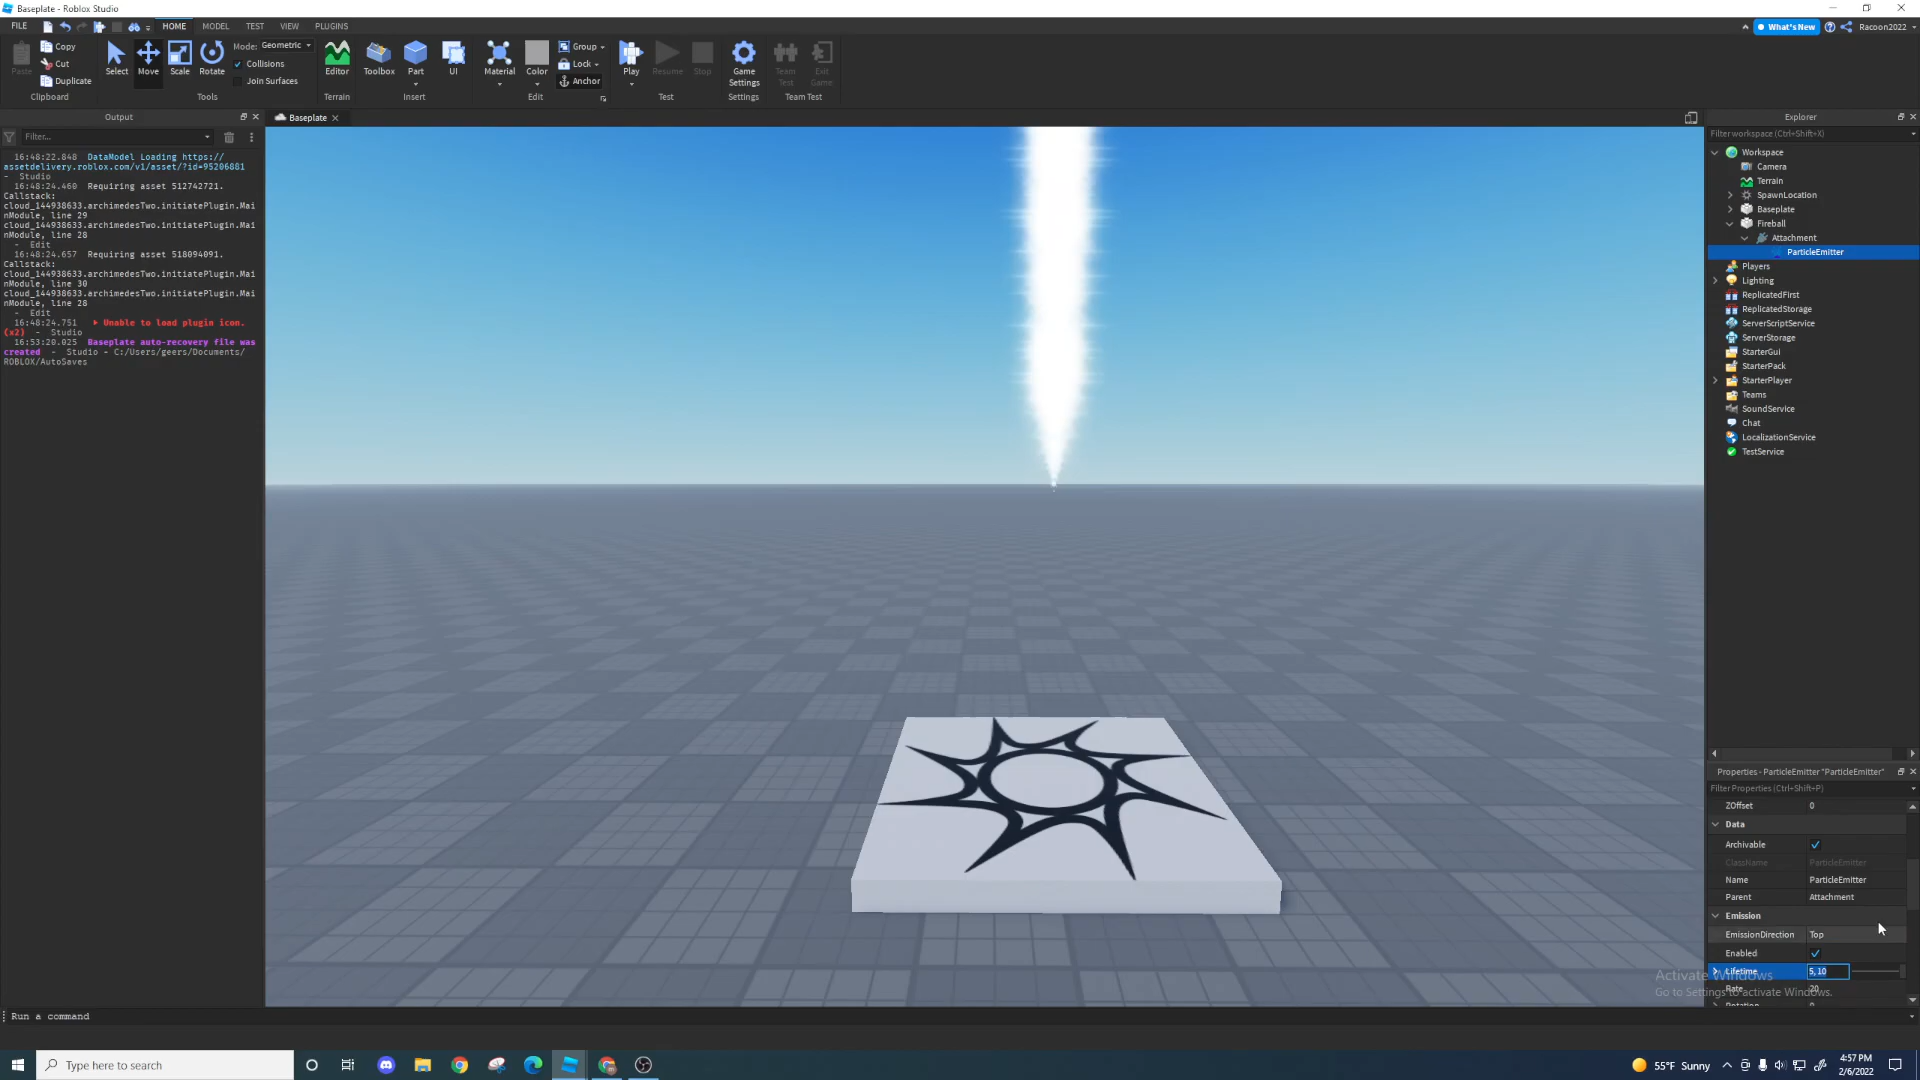 Baseplate - Roblox Studio
FILE HOME MODEL TEST VIEW PLUGINS What's New Racoon2022
Paste Copy Cut Duplicate Clipboard
Select Move Scale Rotate Mode: Geometric Collisions Join Surfaces Tools
Editor Terrain
Toolbox Part UI Insert
Material Color Group Lock Anchor Edit
Play Resume Stop Test
Game Settings Settings
Team Test Exit Game Team Test
Output
Filter...
16:48:22.848 DataModel Loading https://
assetdelivery.roblox.com/v1/asset/?id=95206881
- Studio
16:48:24.460 Requiring asset 512742721.
Callstack:
cloud_144938633.archimedesTwo.initiatePlugin.Mai
nModule, line 29
cloud_144938633.archimedesTwo.initiatePlugin.Mai
nModule, line 28
- Edit
16:48:24.657 Requiring asset 518094091.
Callstack:
cloud_144938633.archimedesTwo.initiatePlugin.Mai
nModule, line 30
cloud_144938633.archimedesTwo.initiatePlugin.Mai
nModule, line 28
- Edit
16:48:24.751 Unable to load plugin icon.
(x2) - Studio
16:53:20.025 Baseplate auto-recovery file was
created - Studio - C:/Users/geers/Documents/
ROBLOX/AutoSaves
Baseplate
Explorer
Filter workspace (Ctrl+Shift+X)
Workspace
Camera
Terrain
SpawnLocation
Baseplate
Fireball
Attachment
ParticleEmitter
Players
Lighting
ReplicatedFirst
ReplicatedStorage
ServerScriptService
ServerStorage
StarterGui
StarterPack
StarterPlayer
Teams
SoundService
Chat
LocalizationService
TestService
Properties - ParticleEmitter "ParticleEmitter"
Filter Properties (Ctrl+Shift+P)
ZOffset 0
Data
Archivable
ClassName ParticleEmitter
Name ParticleEmitter
Parent Attachment
Emission
EmissionDirection Top
Enabled
Lifetime 5, 10
Rate 20
Rotation 0
Activate Windows
Go to Settings to activate Windows.
Run a command
Type here to search
55°F Sunny
4:57 PM
2/6/2022